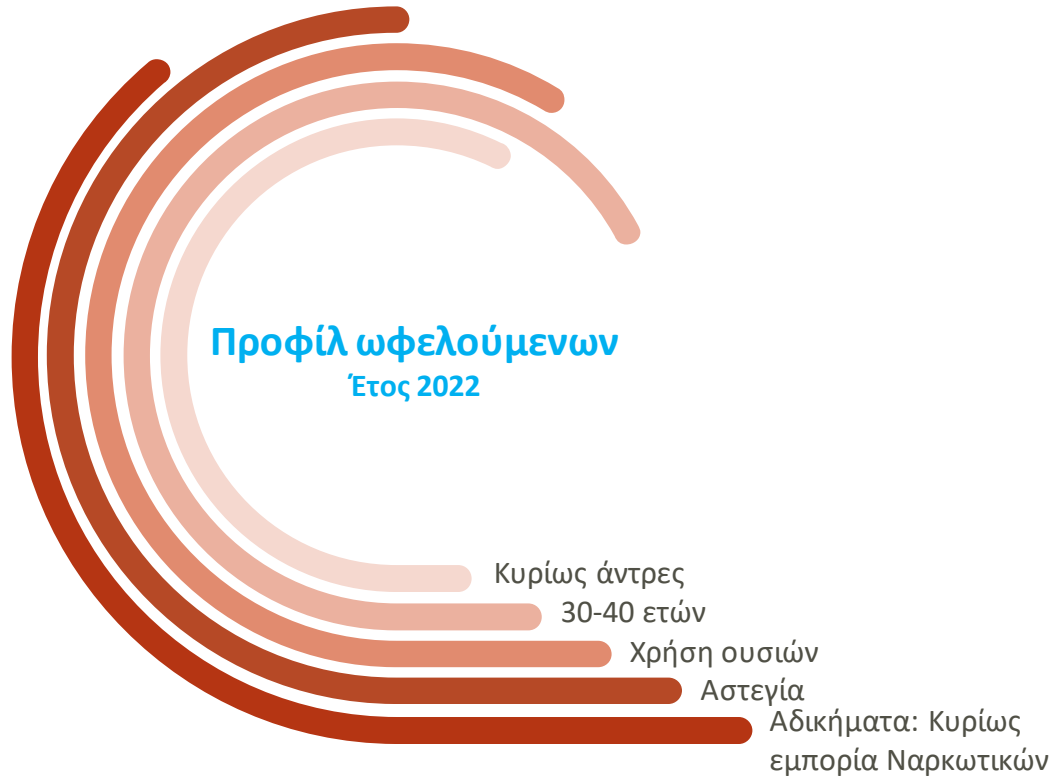 Προφίλ ωφελούμενων
Έτος 2022
Κυρίως άντρες
30-40 ετών
Χρήση ουσιών
Αστεγία
Αδικήματα: Κυρίως
εμπορία Ναρκωτικών